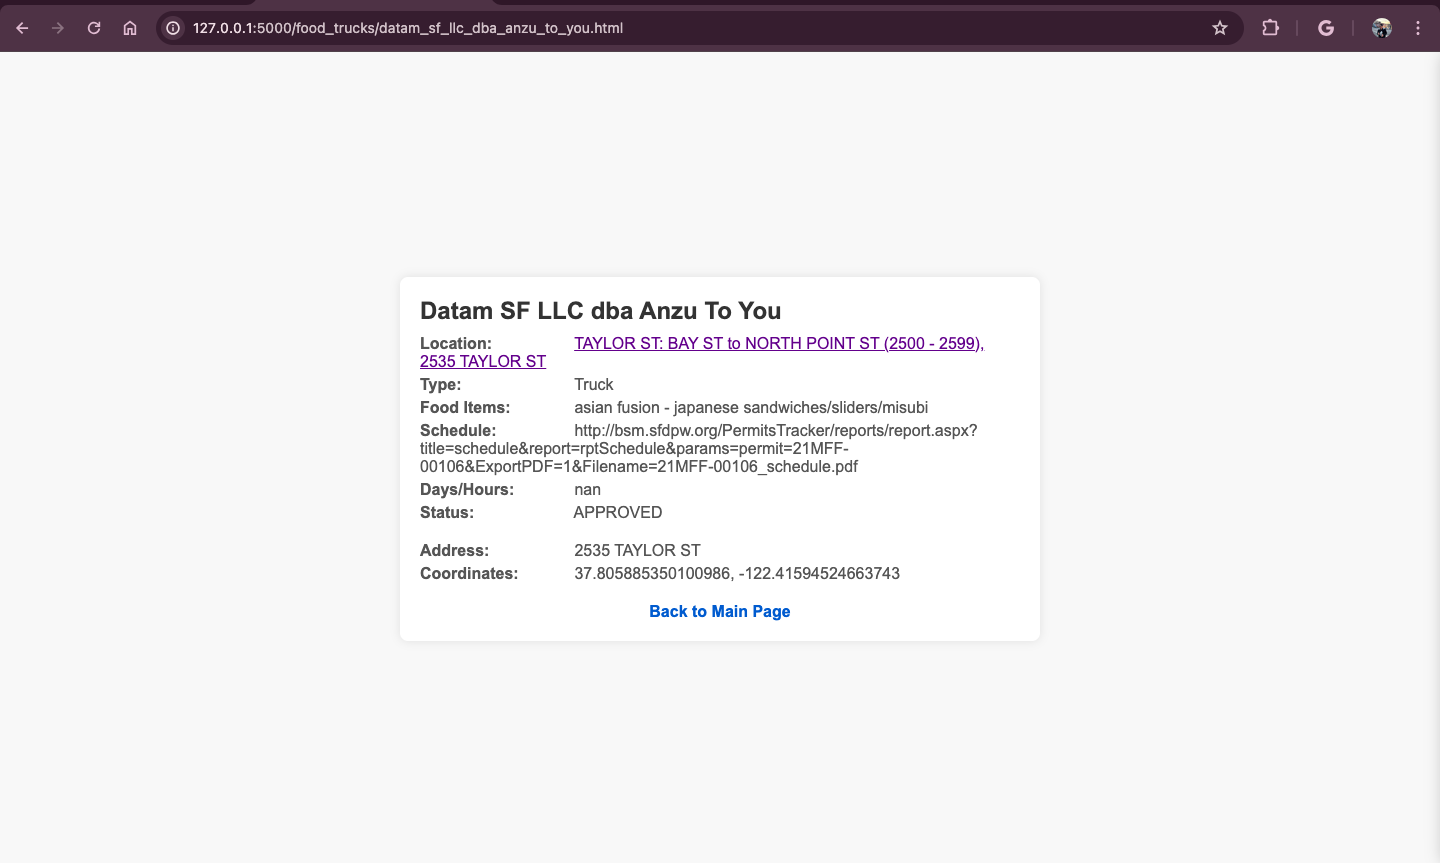 127.0.0.1:5000/food_trucks/datam_sf_llc_dba_anzu_to_you.html
Datam SF LLC dba Anzu To You
Location: TAYLOR ST: BAY ST to NORTH POINT ST (2500 - 2599),
2535 TAYLOR ST
Type: Truck
Food Items: asian fusion - japanese sandwiches/sliders/misubi
Schedule: http://bsm.sfdpw.org/PermitsTracker/reports/report.aspx?
title=schedule&report=rptSchedule&params=permit=21MFF-
00106&ExportPDF=1&Filename=21MFF-00106_schedule.pdf
Days/Hours: nan
Status: APPROVED
Address: 2535 TAYLOR ST
Coordinates: 37.805885350100986, -122.41594524663743
Back to Main Page